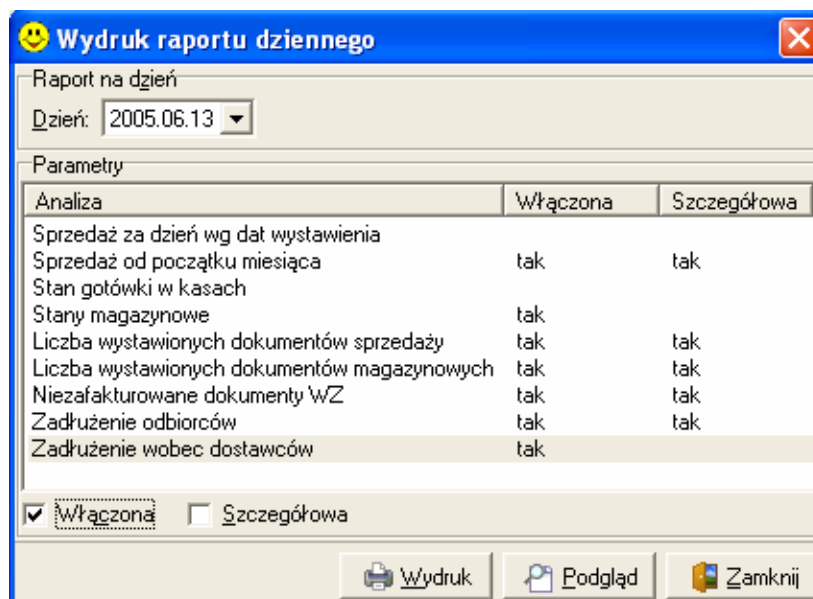 Wydruk raportu dziennego
Raport na dzień
Dzień: 2005.06.13
Parametry
Analiza Włączona Szczegółowa
Sprzedaż za dzień wg dat wystawienia
Sprzedaż od początku miesiąca tak tak
Stan gotówki w kasach
Stany magazynowe tak
Liczba wystawionych dokumentów sprzedaży tak tak
Liczba wystawionych dokumentów magazynowych tak tak
Niezafakturowane dokumenty WZ tak tak
Zadłużenie odbiorców tak tak
Zadłużenie wobec dostawców tak
Włączona Szczegółowa
Wydruk Podgląd Zamknij